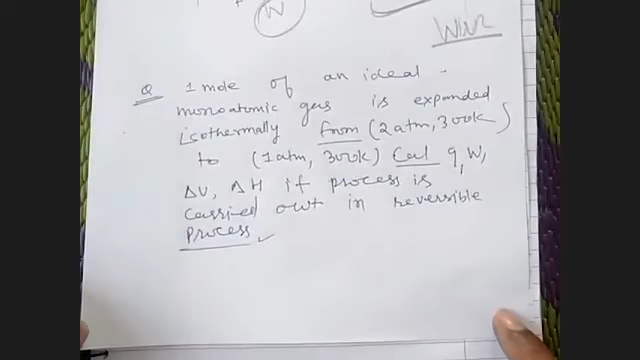 W
Wirr
Q 1 mole of an ideal
monoatomic gas is expanded
isothermally from (2 atm, 300K)
to (1 atm, 300K) Cal q, W,
ΔU, ΔH if process is
carried out in reversible
process